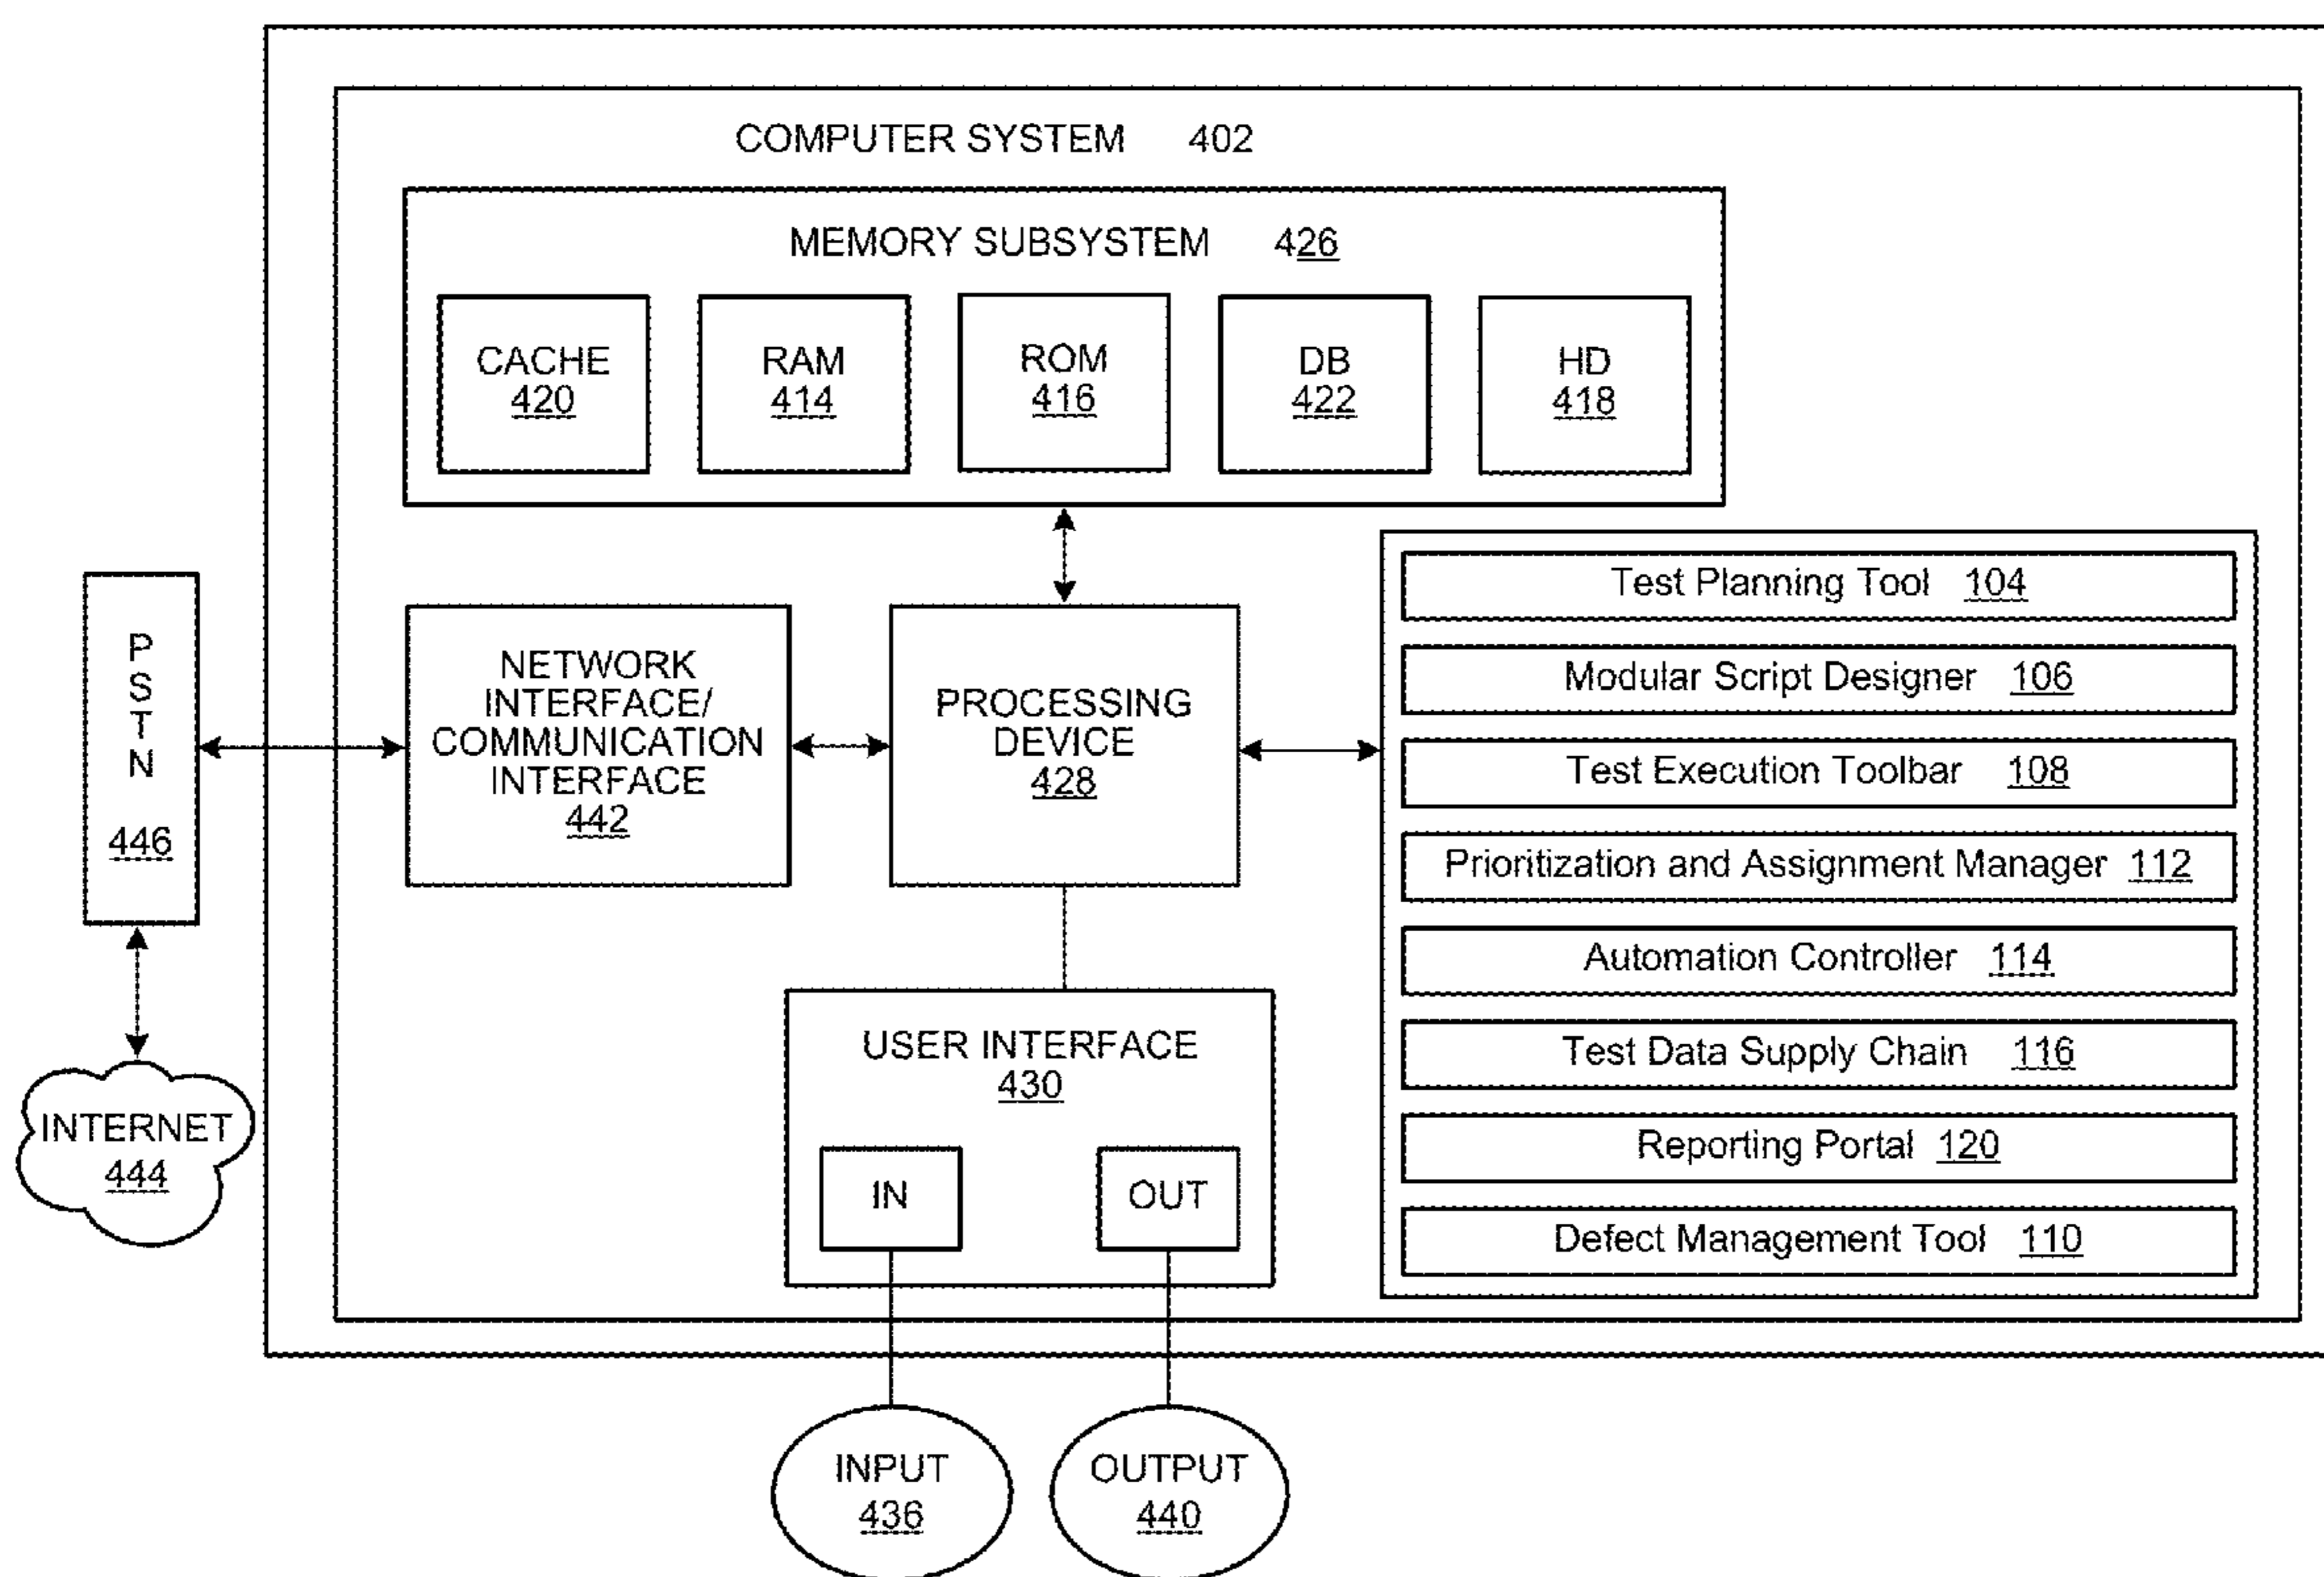 COMPUTER SYSTEM 402
MEMORY SUBSYSTEM 426
CACHE
420
RAM
414
ROM
416
DB
422
HD
418
P
S
T
N
446
INTERNET
444
NETWORK
INTERFACE/
COMMUNICATION
INTERFACE
442
PROCESSING
DEVICE
428
USER INTERFACE
430
IN
OUT
INPUT
436
OUTPUT
440
Test Planning Tool 104
Modular Script Designer 106
Test Execution Toolbar 108
Prioritization and Assignment Manager 112
Automation Controller 114
Test Data Supply Chain 116
Reporting Portal 120
Defect Management Tool 110